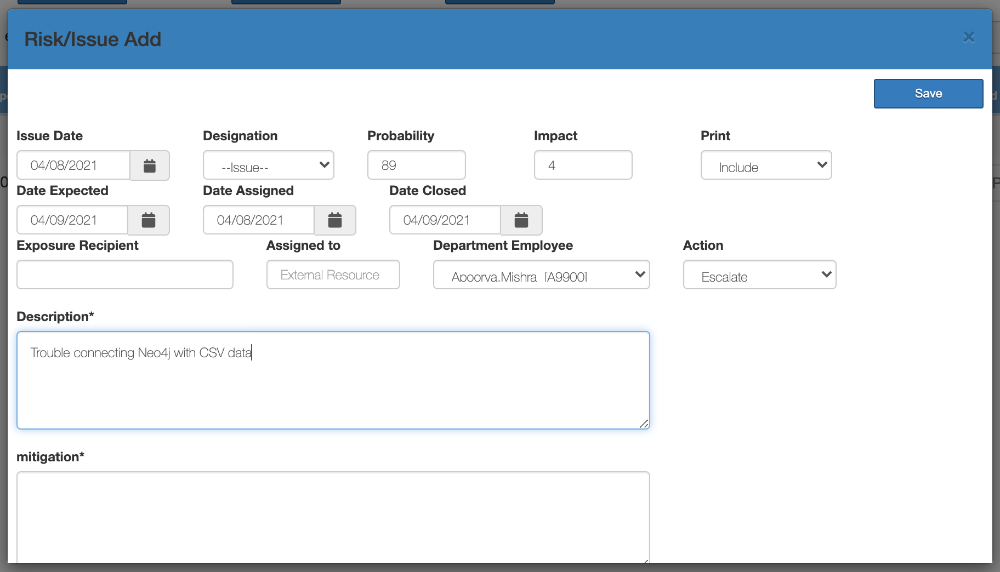 Risk/Issue Add
×
Save
Issue Date Designation Probability Impact Print
04/08/2021 --Issue-- 89 4 Include
Date Expected Date Assigned Date Closed
04/09/2021 04/08/2021 04/09/2021
Exposure Recipient Assigned to Department Employee Action
External Resource Apoorva.Mishra [A9900] Escalate
Description*
Trouble connecting Neo4j with CSV data
mitigation*